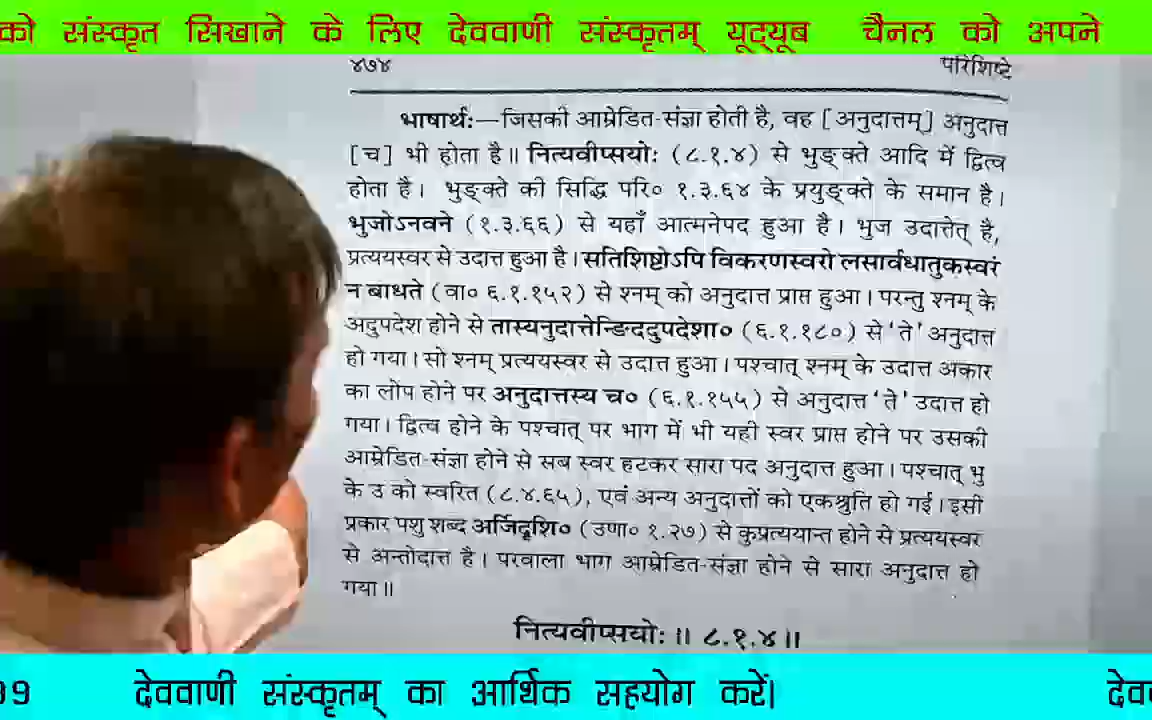 को संस्कृत सिखाने के लिए देववाणी संस्कृतम् यूट्यूब चैनल को अपने
४७४ परिशिष्टे
भाषार्थः—जिसकी आम्रेडित-संज्ञा होती है, वह [अनुदात्तम्] अनुदात्त
[च] भी होता है॥ नित्यवीप्सयोः (८.१.४) से भुङ्क्ते आदि में द्वित्व
होता है। भुङ्क्ते की सिद्धि परि० १.३.६४ के प्रयुङ्क्ते के समान है।
भुजोऽनवने (१.३.६६) से यहाँ आत्मनेपद हुआ है। भुज उदात्तेत् है,
प्रत्ययस्वर से उदात्त हुआ है। सतिशिष्टोऽपि विकरणस्वरो लसार्वधातुकस्वरं
न बाधते (वा० ६.१.१५२) से श्नम् को अनुदात्त प्राप्त हुआ। परन्तु श्नम् के
अदुपदेश होने से तास्यनुदात्तेन्ङिददुपदेशा० (६.१.१८०) से 'ते' अनुदात्त
हो गया। सो श्नम् प्रत्ययस्वर से उदात्त हुआ। पश्चात् श्नम् के उदात्त अकार
का लोप होने पर अनुदात्तस्य च० (६.१.१५५) से अनुदात्त 'ते' उदात्त हो
गया। द्वित्व होने के पश्चात् पर भाग में भी यही स्वर प्राप्त होने पर उसकी
आम्रेडित-संज्ञा होने से सब स्वर हटकर सारा पद अनुदात्त हुआ। पश्चात् भु
के उ को स्वरित (८.४.६५), एवं अन्य अनुदात्तों को एकश्रुति हो गई। इसी
प्रकार पशु शब्द अर्जिदृशि० (उणा० १.२७) से कुप्रत्ययान्त होने से प्रत्ययस्वर
से अन्तोदात्त है। परवाला भाग आम्रेडित-संज्ञा होने से सारा अनुदात्त हो
गया॥
नित्यवीप्सयोः॥ ८.१.४॥
देववाणी संस्कृतम् का आर्थिक सहयोग करें।